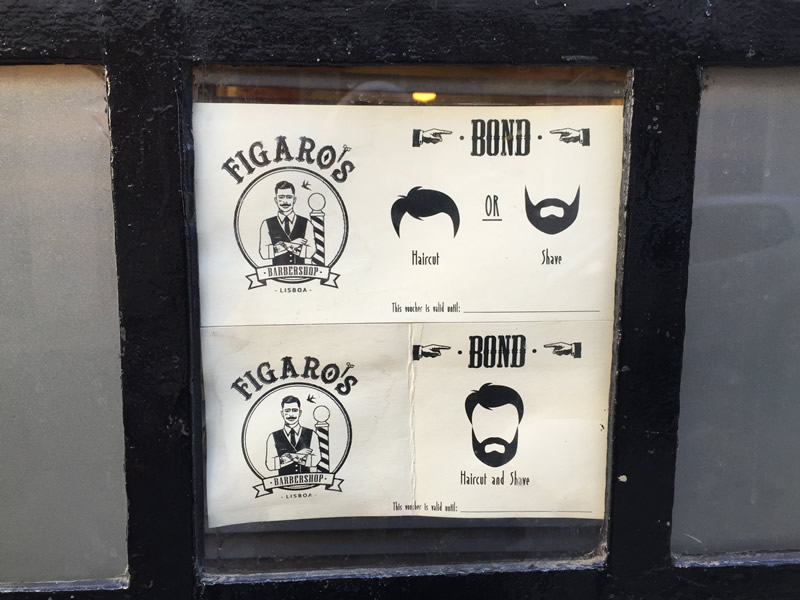 FIGARO'S
BARBERSHOP
- LISBOA -
· BOND ·
OR
Haircut
Shave
This voucher is valid until:
FIGARO'S
BARBERSHOP
- LISBOA -
· BOND ·
Haircut and Shave
This voucher is valid until: